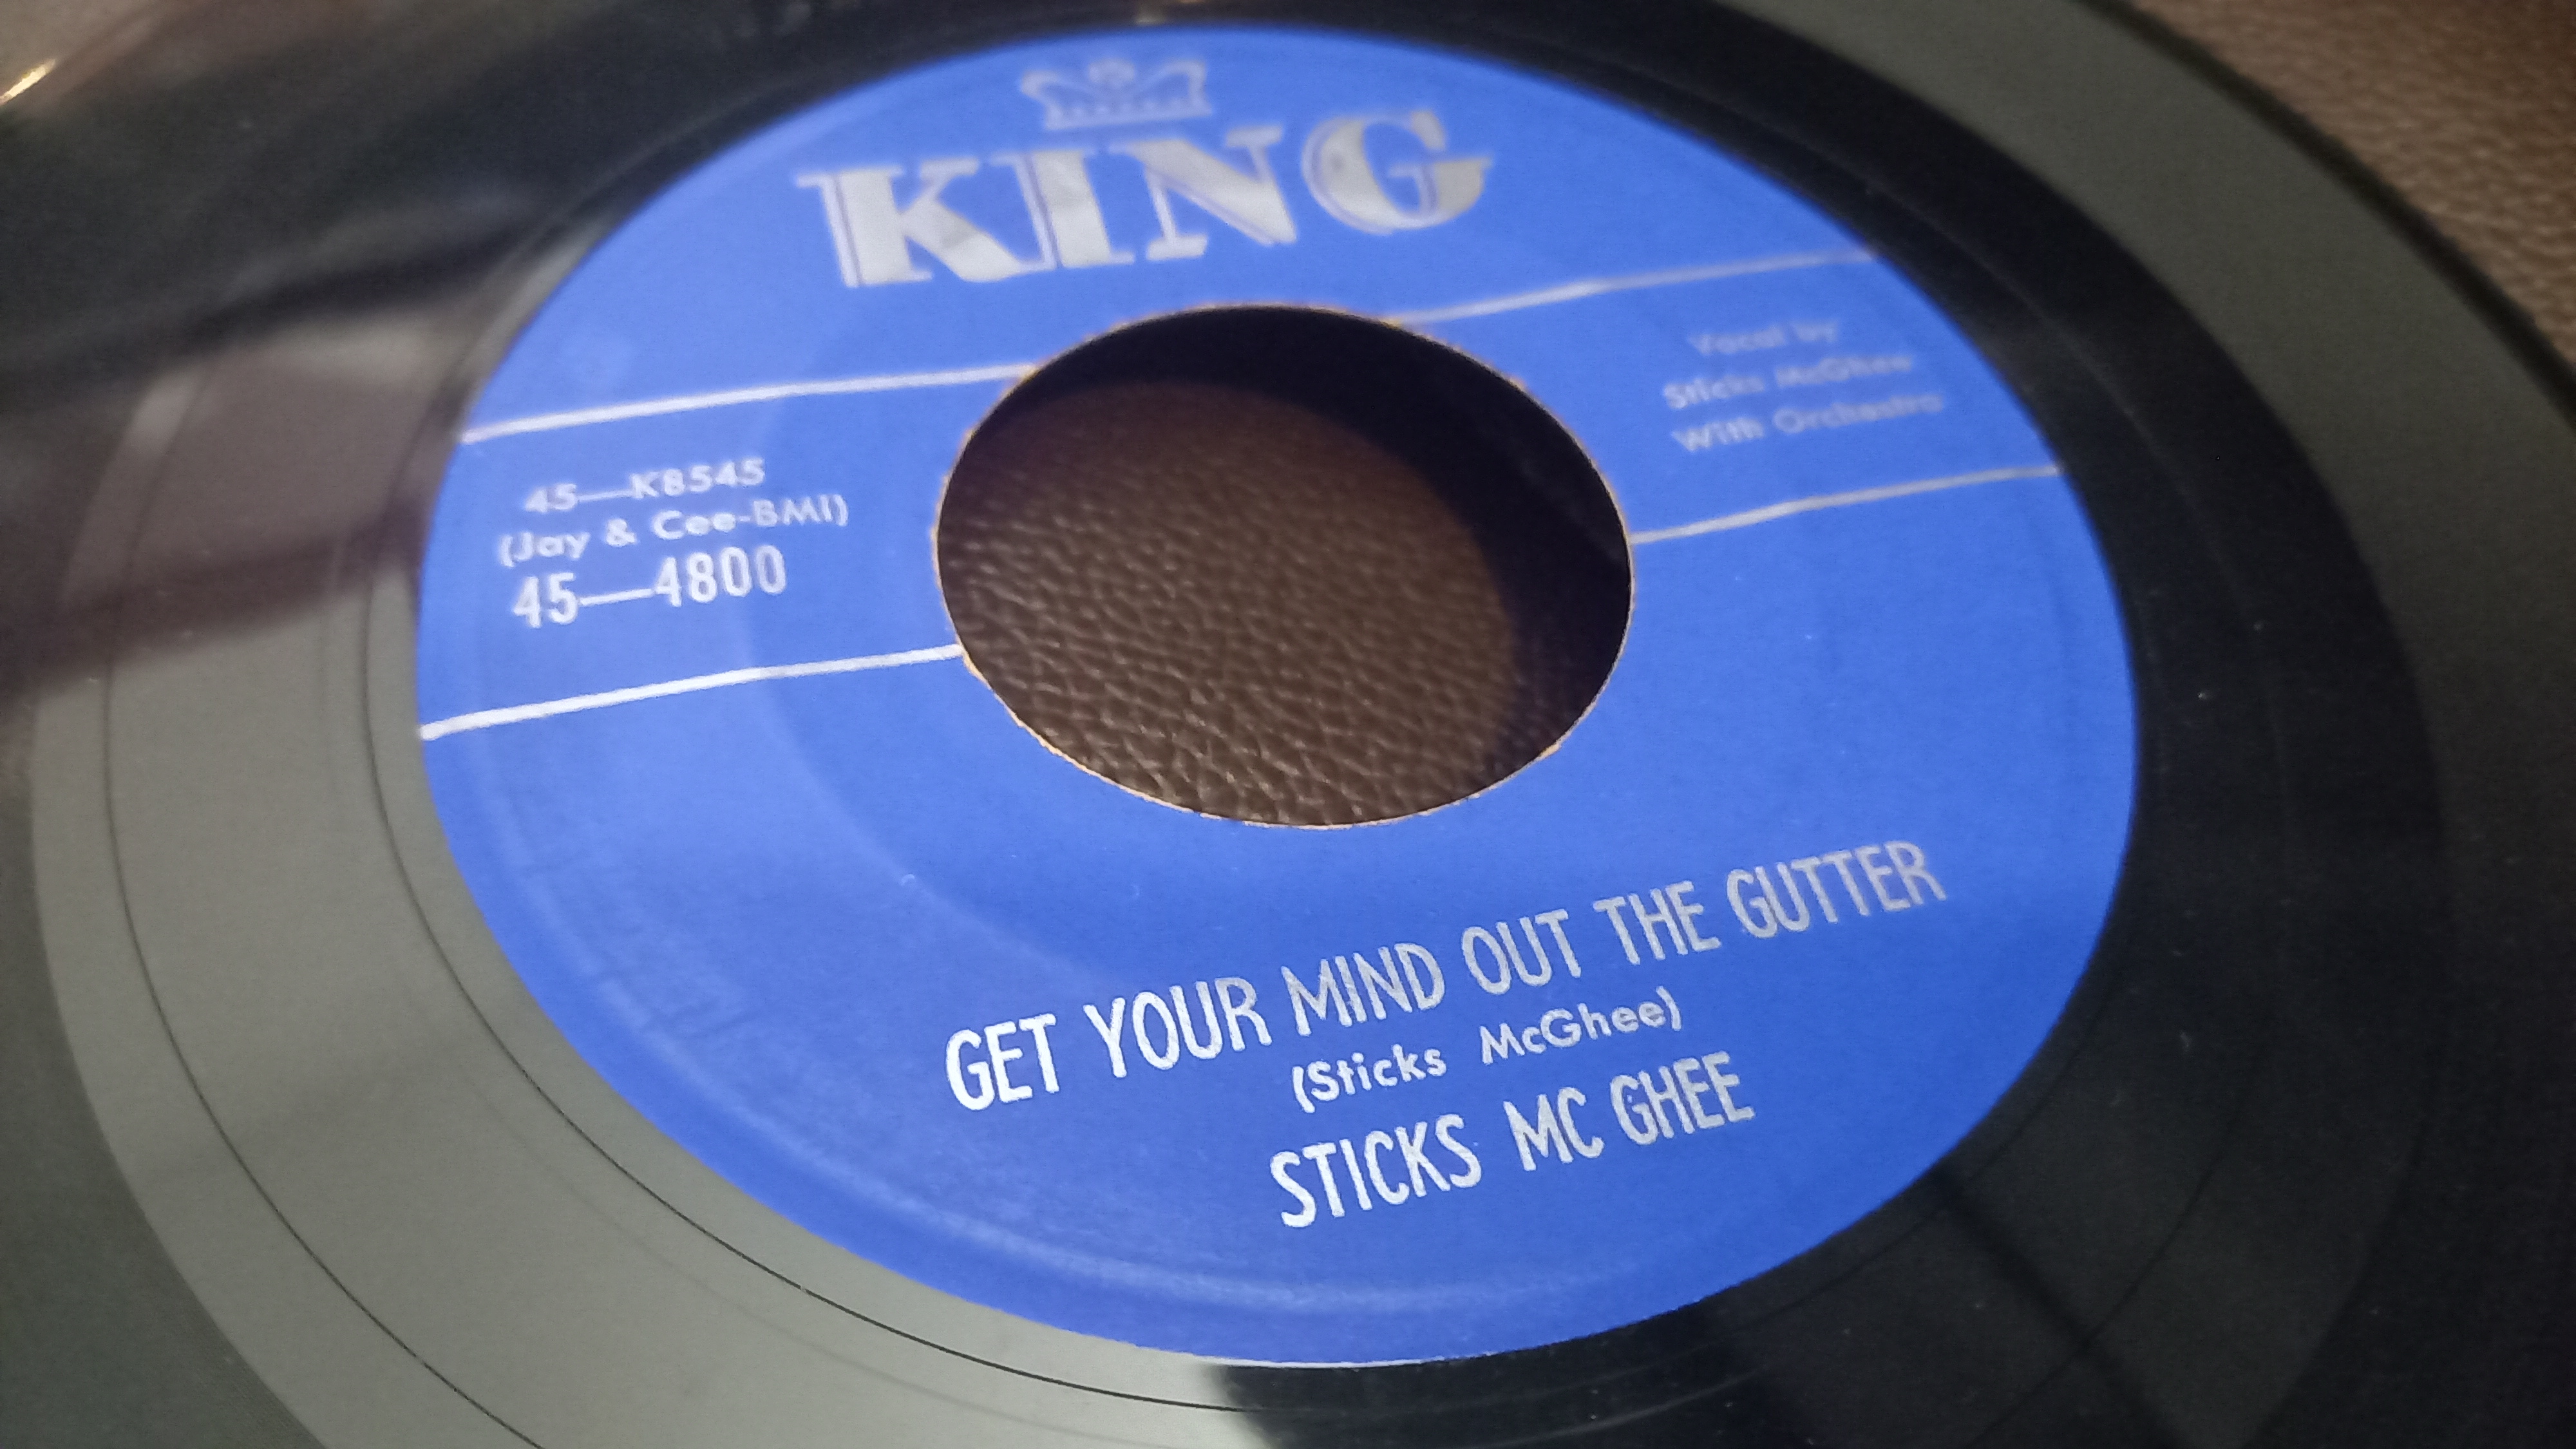 KING
45—K8545
(Jay & Cee-BMI)
45—4800
Vocal by
Sticks McGhee
With Orchestra
GET YOUR MIND OUT THE GUTTER
(Sticks McGhee)
STICKS MC GHEE